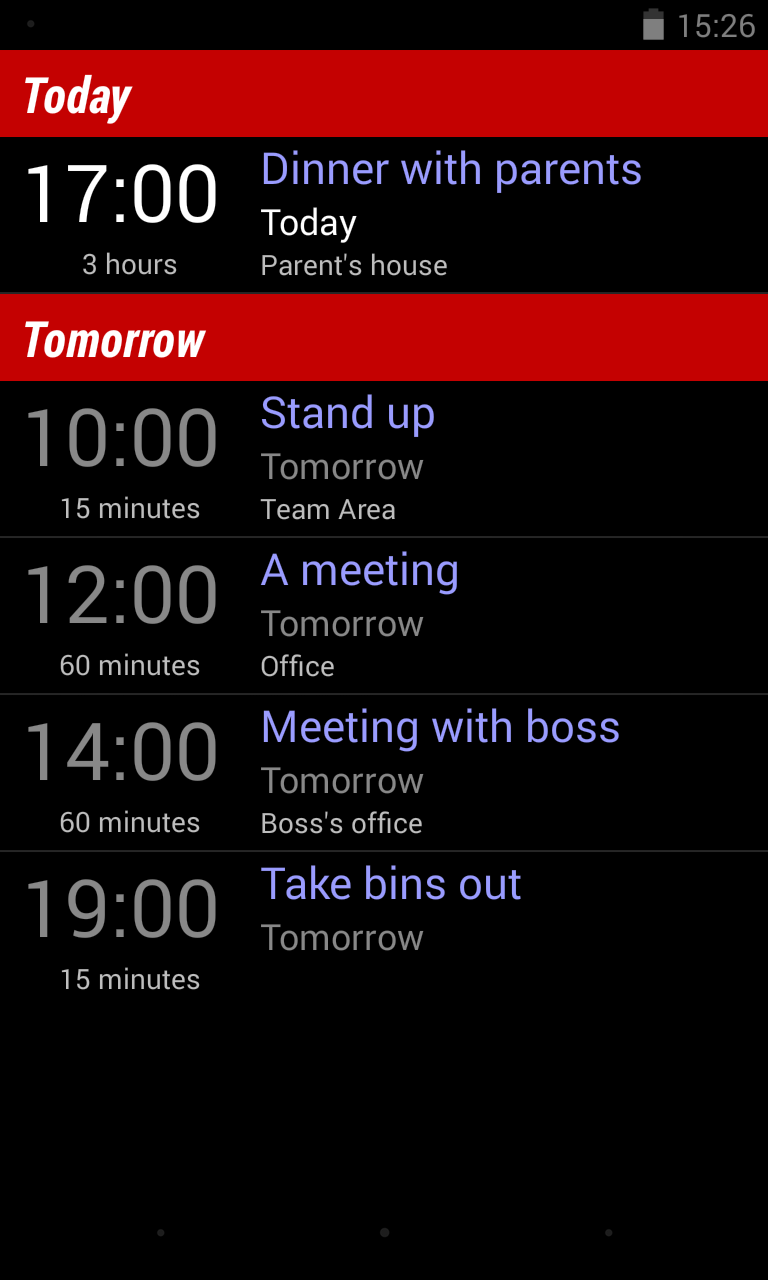 15:26
Today
17:00
Dinner with parents
Today
3 hours
Parent's house
Tomorrow
10:00
Stand up
Tomorrow
15 minutes
Team Area
12:00
A meeting
Tomorrow
60 minutes
Office
14:00
Meeting with boss
Tomorrow
60 minutes
Boss's office
19:00
Take bins out
Tomorrow
15 minutes